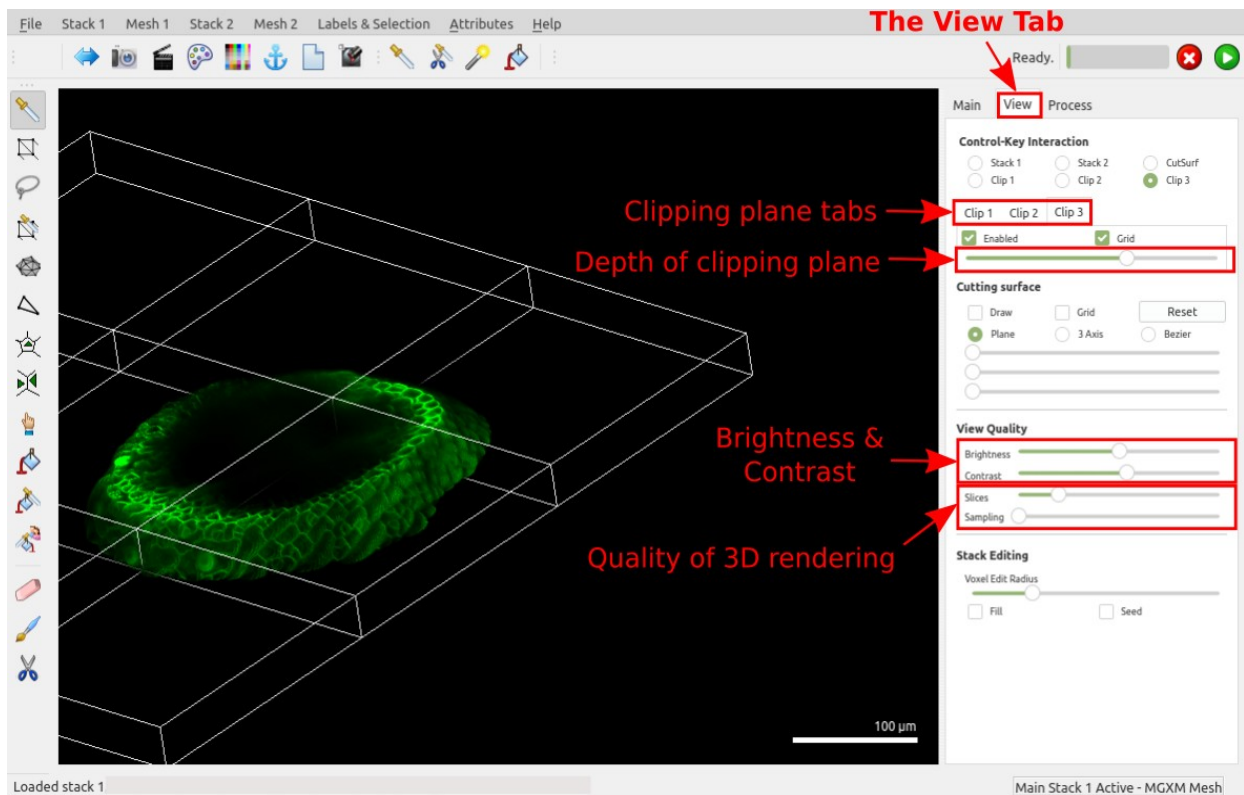 File Stack 1 Mesh 1 Stack 2 Mesh 2 Labels & Selection Attributes Help
The View Tab
Ready.
Main View Process
Control-Key Interaction
Stack 1 Stack 2 CutSurf
Clip 1 Clip 2 Clip 3
Clipping plane tabs
Clip 1 Clip 2 Clip 3
Enabled Grid
Depth of clipping plane
Cutting surface
Draw Grid Reset
Plane 3 Axis Bezier
View Quality
Brightness &
Contrast
Brightness
Contrast
Slices
Sampling
Quality of 3D rendering
Stack Editing
Voxel Edit Radius
Fill Seed
100 µm
Loaded stack 1
Main Stack 1 Active - MGXM Mesh